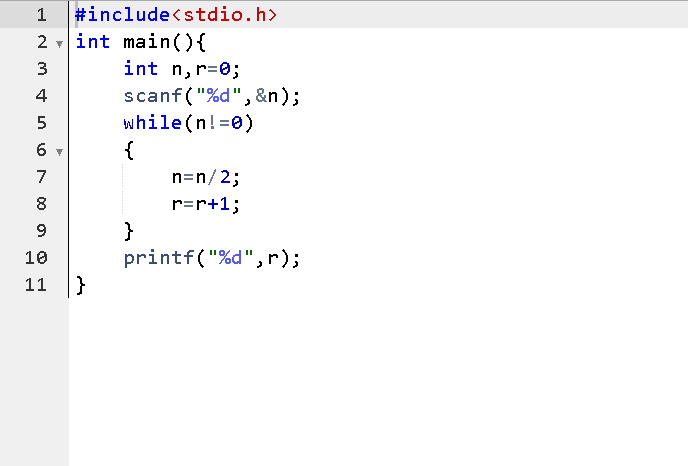 1 #include<stdio.h>
2 int main(){
3 int n,r=0;
4 scanf("%d",&n);
5 while(n!=0)
6 {
7 n=n/2;
8 r=r+1;
9 }
10 printf("%d",r);
11 }